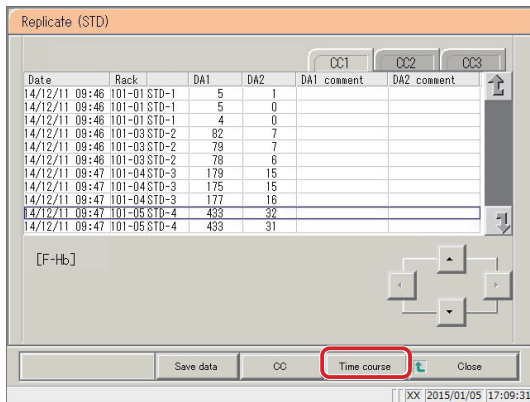 Replicate (STD)
CC1 CC2 CC3
Date Rack DA1 DA2 DA1 comment DA2 comment
14/12/11 09:46 101-01 STD-1 5 1
14/12/11 09:46 101-01 STD-1 5 0
14/12/11 09:46 101-01 STD-1 4 0
14/12/11 09:46 101-03 STD-2 82 7
14/12/11 09:46 101-03 STD-2 79 7
14/12/11 09:46 101-03 STD-2 78 6
14/12/11 09:47 101-04 STD-3 179 15
14/12/11 09:47 101-04 STD-3 175 15
14/12/11 09:47 101-04 STD-3 177 16
14/12/11 09:47 101-05 STD-4 433 32
14/12/11 09:47 101-05 STD-4 433 31
[F-Hb]
Save data CC Time course Close
XX 2015/01/05 17:09:31